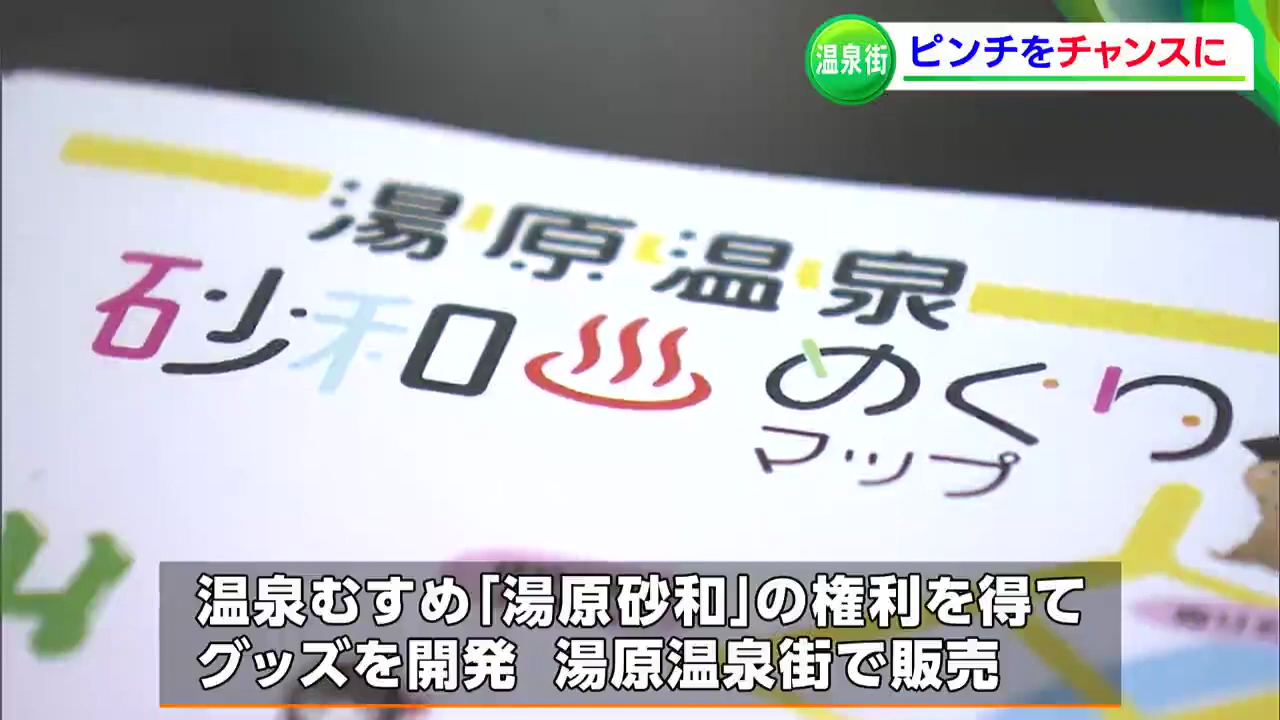 温泉街
ピンチをチャンスに
湯・原・温・泉
砂和♨めぐり
マップ
温泉むすめ「湯原砂和」の権利を得て
グッズを開発 湯原温泉街で販売